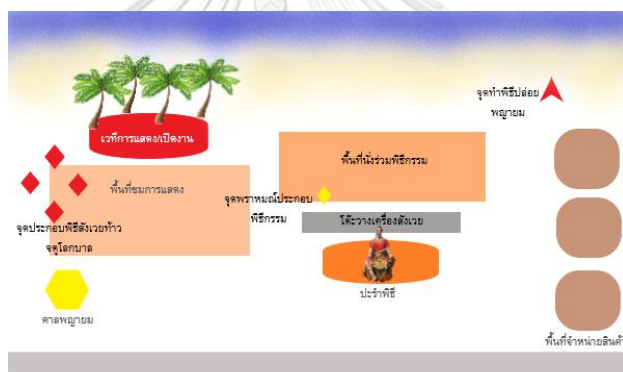 จุดทำพิธีปล่อย
พญายม
เวทีการแสดง/เปิดงาน
พื้นที่นั่งร่วมพิธีกรรม
พื้นที่ชมการแสดง
จุดพราหมณ์ประกอบ
พิธีกรรม
โต๊ะวางเครื่องสังเวย
จุดประกอบพิธีสังเวยท้าว
จตุโลกบาล
ปะรำพิธี
ศาลพญายม
พื้นที่จำหน่ายสินค้า